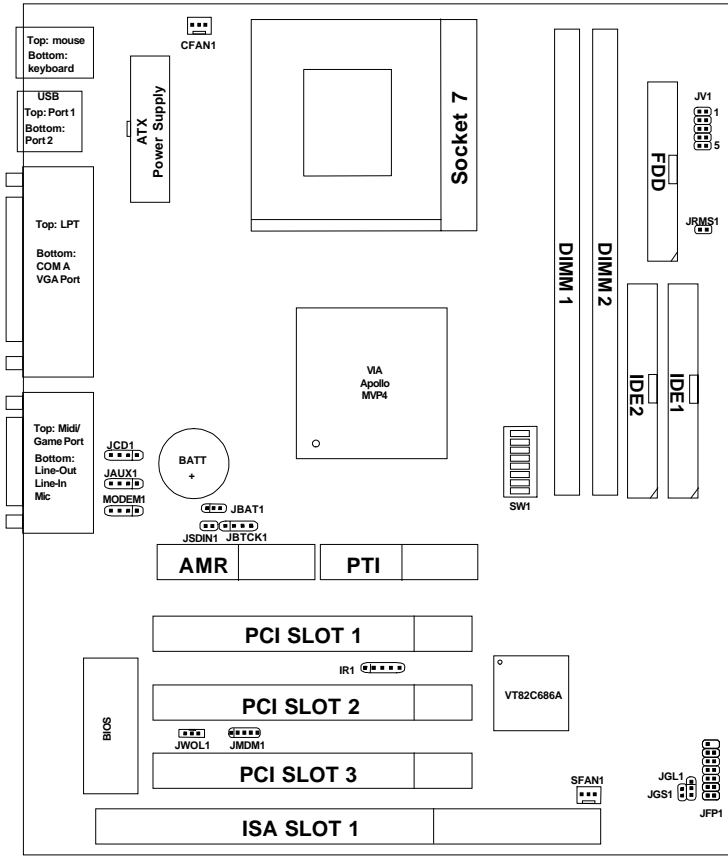 Top: mouse
Bottom:
keyboard
USB
Top: Port 1
Bottom:
Port 2
CFAN1
ATX
Power Supply
Socket 7
JV1
1
5
FDD
JRMS1
Top: LPT
Bottom:
COM A
VGA Port
DIMM 1
DIMM 2
VIA
Apollo
MVP4
IDE2
IDE1
Top: Midi/
Game Port
Bottom:
Line-Out
Line-In
Mic
JCD1
JAUX1
MODEM1
BATT
+
SW1
JBAT1
JSDIN1
JBTCK1
AMR
PTI
PCI SLOT 1
IR1
BIOS
PCI SLOT 2
VT82C686A
JWOL1
JMDM1
PCI SLOT 3
SFAN1
JGL1
JGS1
JFP1
ISA SLOT 1